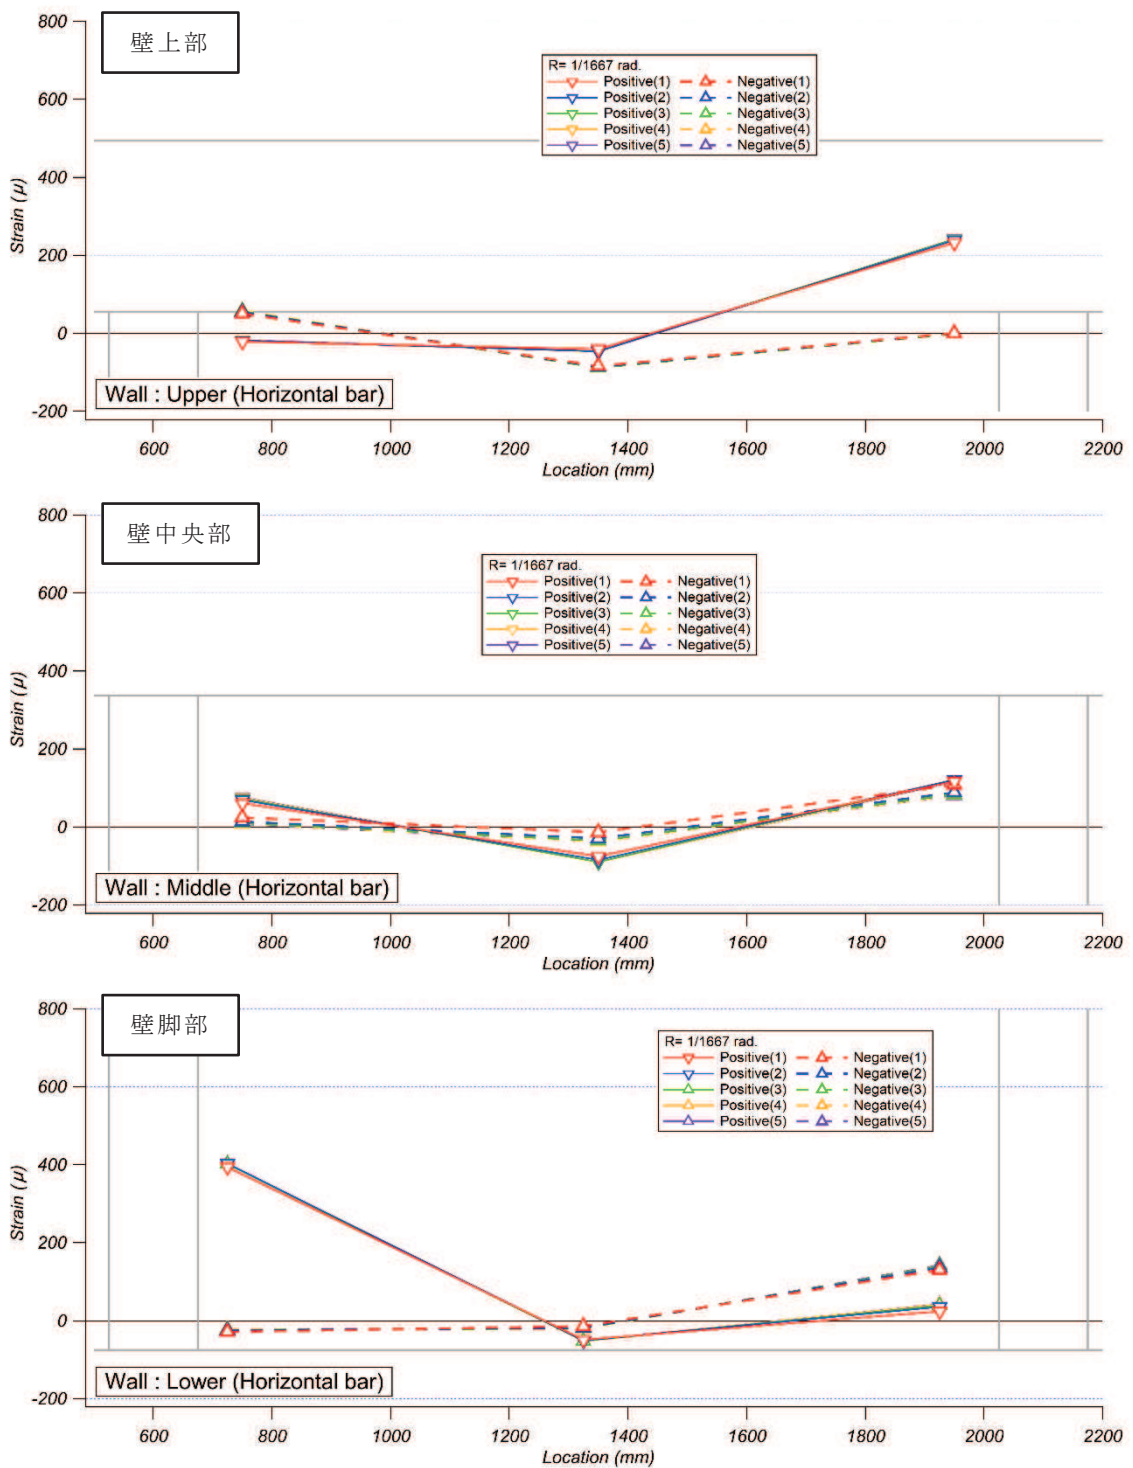 壁上部
800
600
400
200
0
-200
Strain (μ)
R= 1/1667 rad.
Positive(1) Negative(1)
Positive(2) Negative(2)
Positive(3) Negative(3)
Positive(4) Negative(4)
Positive(5) Negative(5)
Wall : Upper (Horizontal bar)
600 800 1000 1200 1400 1600 1800 2000 2200
Location (mm)
壁中央部
800
600
400
200
0
-200
Strain (μ)
R= 1/1667 rad.
Positive(1) Negative(1)
Positive(2) Negative(2)
Positive(3) Negative(3)
Positive(4) Negative(4)
Positive(5) Negative(5)
Wall : Middle (Horizontal bar)
600 800 1000 1200 1400 1600 1800 2000 2200
Location (mm)
壁脚部
800
600
400
200
0
-200
Strain (μ)
R= 1/1667 rad.
Positive(1) Negative(1)
Positive(2) Negative(2)
Positive(3) Negative(3)
Positive(4) Negative(4)
Positive(5) Negative(5)
Wall : Lower (Horizontal bar)
600 800 1000 1200 1400 1600 1800 2000 2200
Location (mm)